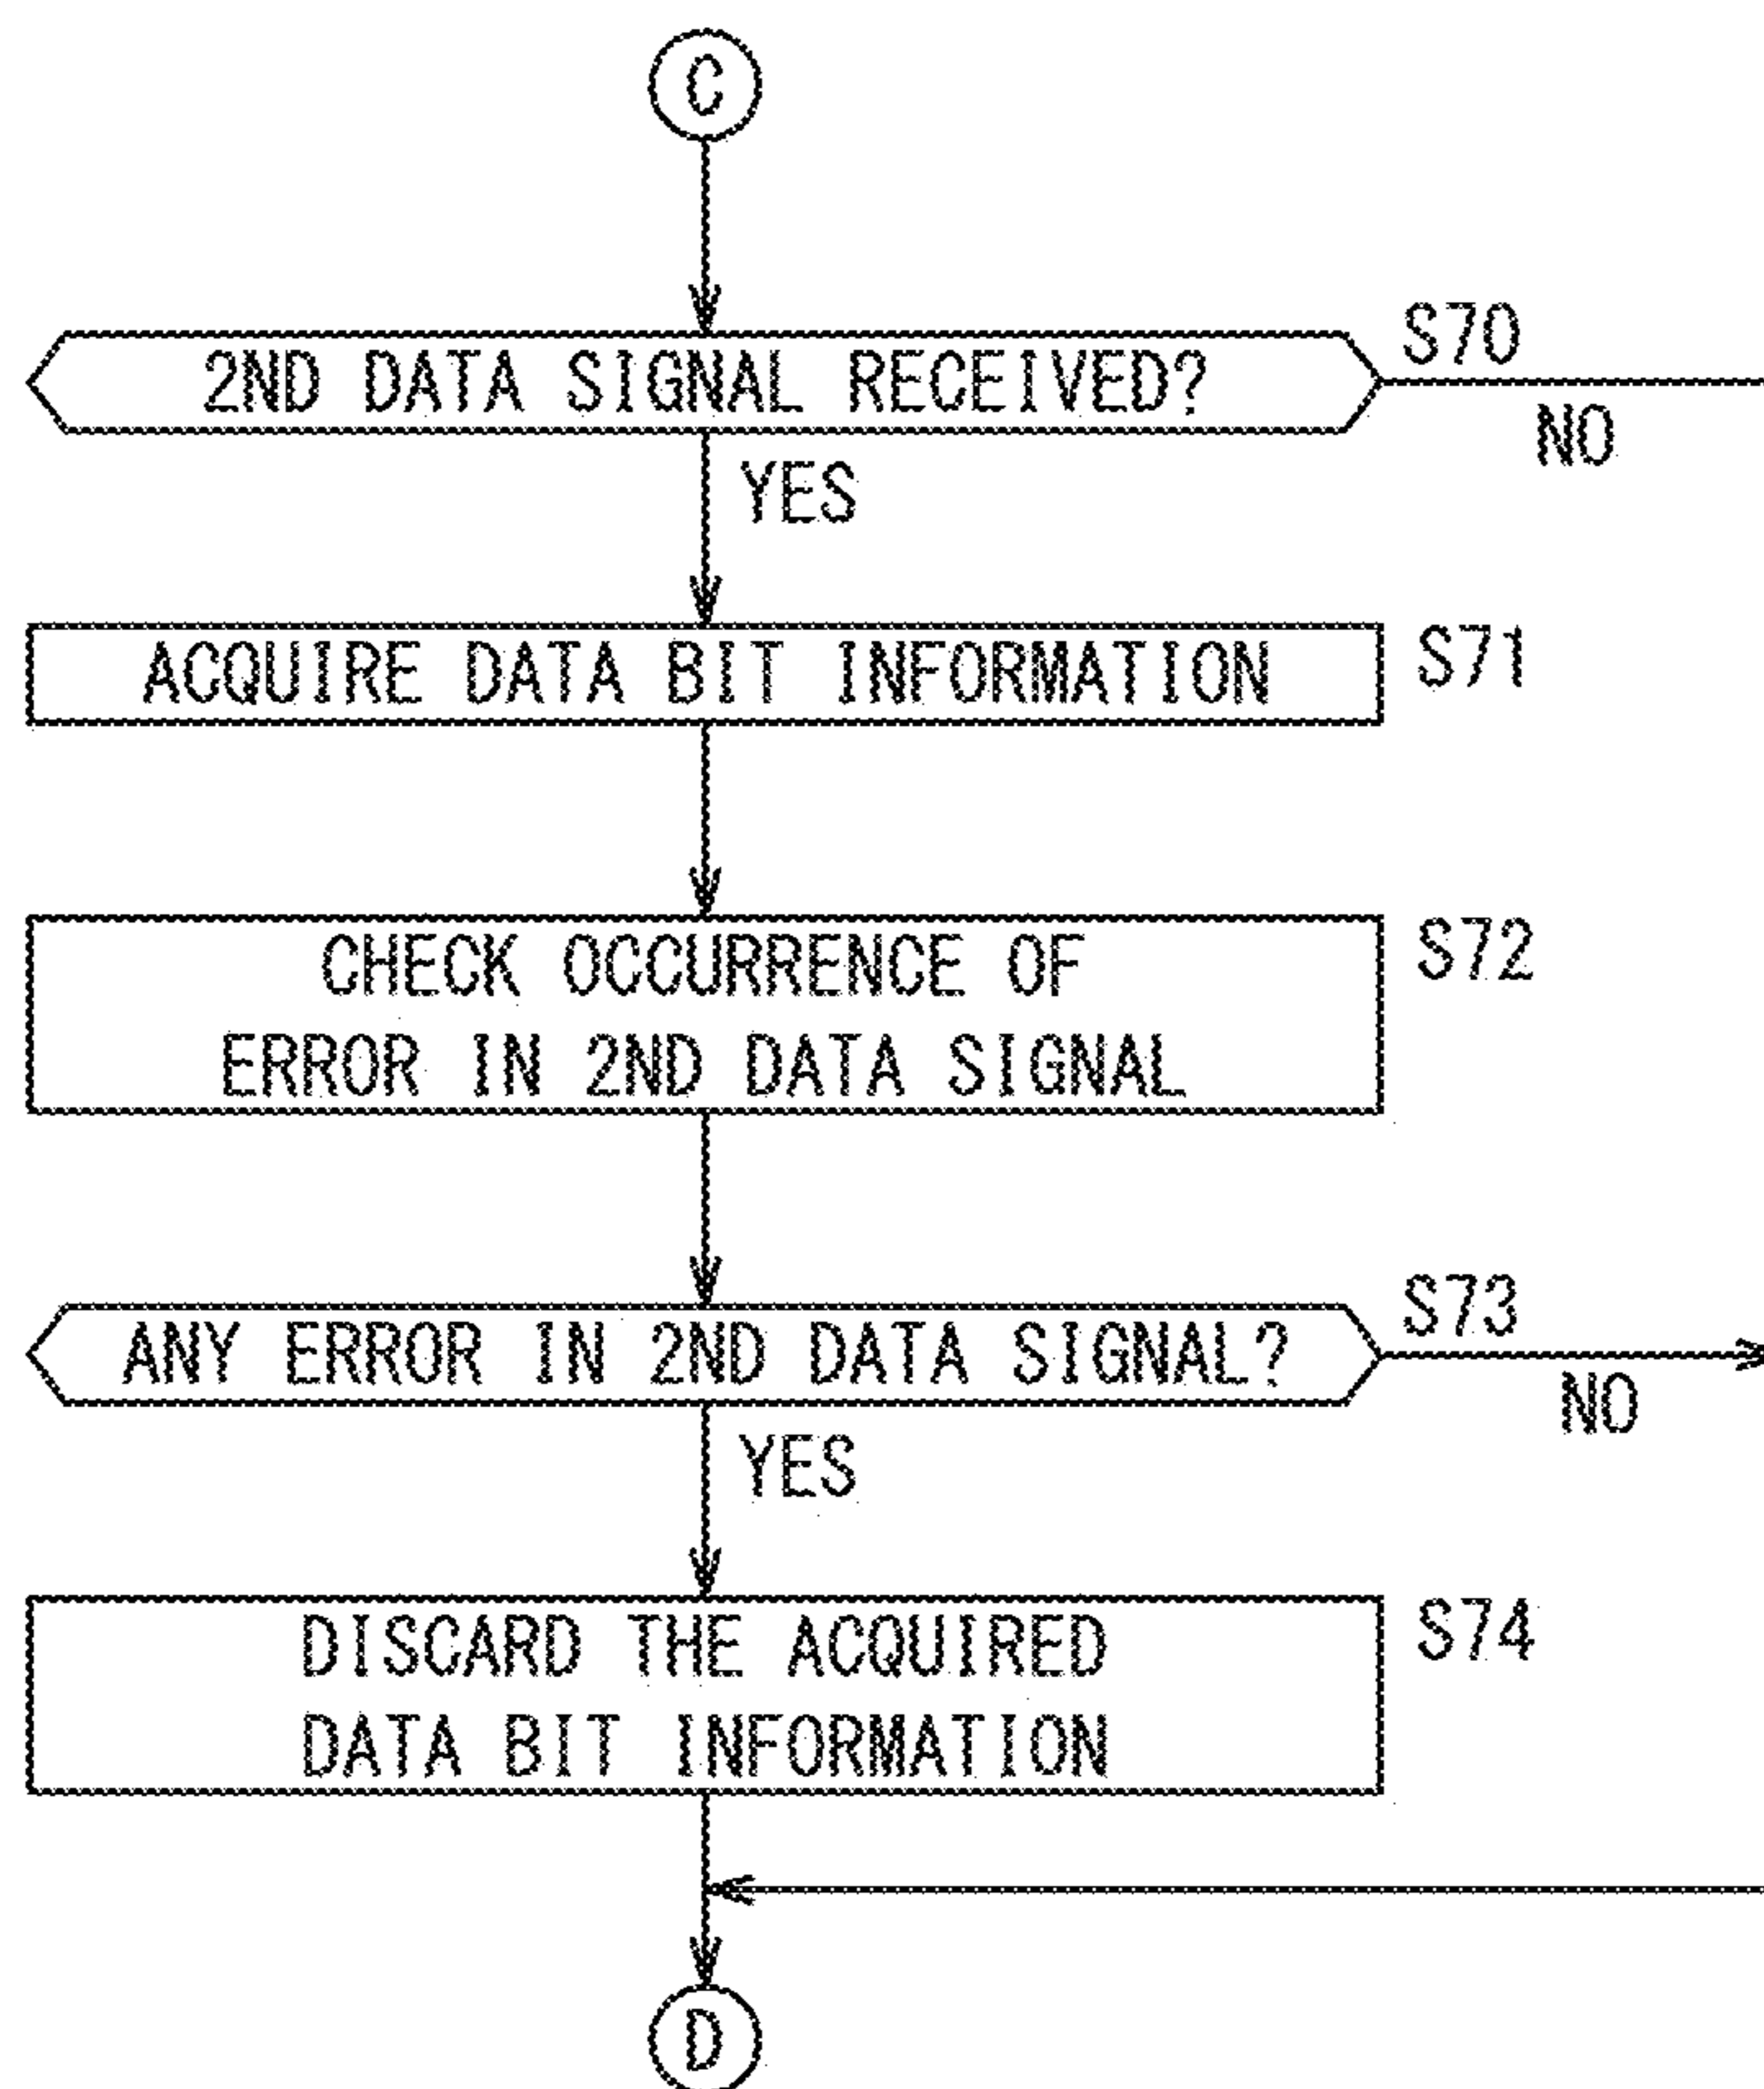 C
2ND DATA SIGNAL RECEIVED?
S70
NO
YES
ACQUIRE DATA BIT INFORMATION
S71
CHECK OCCURRENCE OF
ERROR IN 2ND DATA SIGNAL
S72
ANY ERROR IN 2ND DATA SIGNAL?
S73
NO
YES
DISCARD THE ACQUIRED
DATA BIT INFORMATION
S74
D